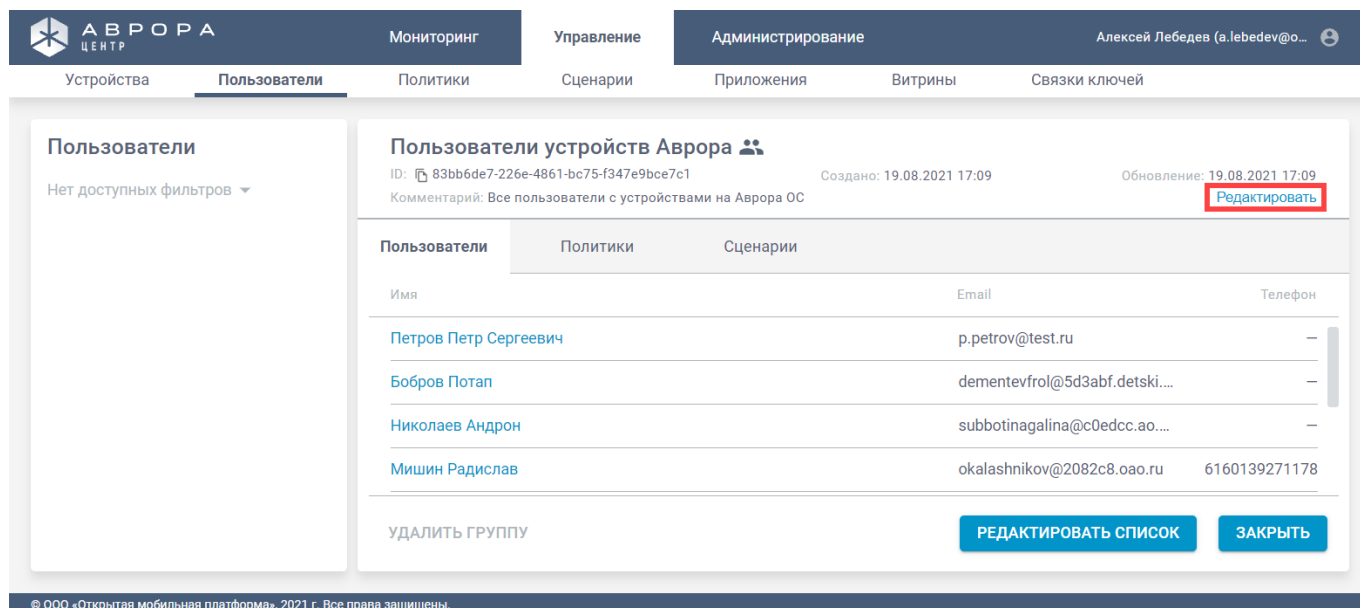 АВРОРА
ЦЕНТР
Мониторинг Управление Администрирование Алексей Лебедев (a.lebedev@o...
Устройства Пользователи Политики Сценарии Приложения Витрины Связки ключей
Пользователи
Нет доступных фильтров
Пользователи устройств Аврора
ID: 83bb6de7-226e-4861-bc75-f347e9bce7c1 Создано: 19.08.2021 17:09 Обновление: 19.08.2021 17:09
Комментарий: Все пользователи с устройствами на Аврора ОС Редактировать
Пользователи Политики Сценарии
Имя Email Телефон
Петров Петр Сергеевич p.petrov@test.ru —
Бобров Потап dementevfrol@5d3abf.detski.... —
Николаев Андрон subbotinagalina@c0edcc.ao.... —
Мишин Радислав okalashnikov@2082c8.oao.ru 6160139271178
УДАЛИТЬ ГРУППУ РЕДАКТИРОВАТЬ СПИСОК ЗАКРЫТЬ
© ООО «Открытая мобильная платформа», 2021 г. Все права защищены.